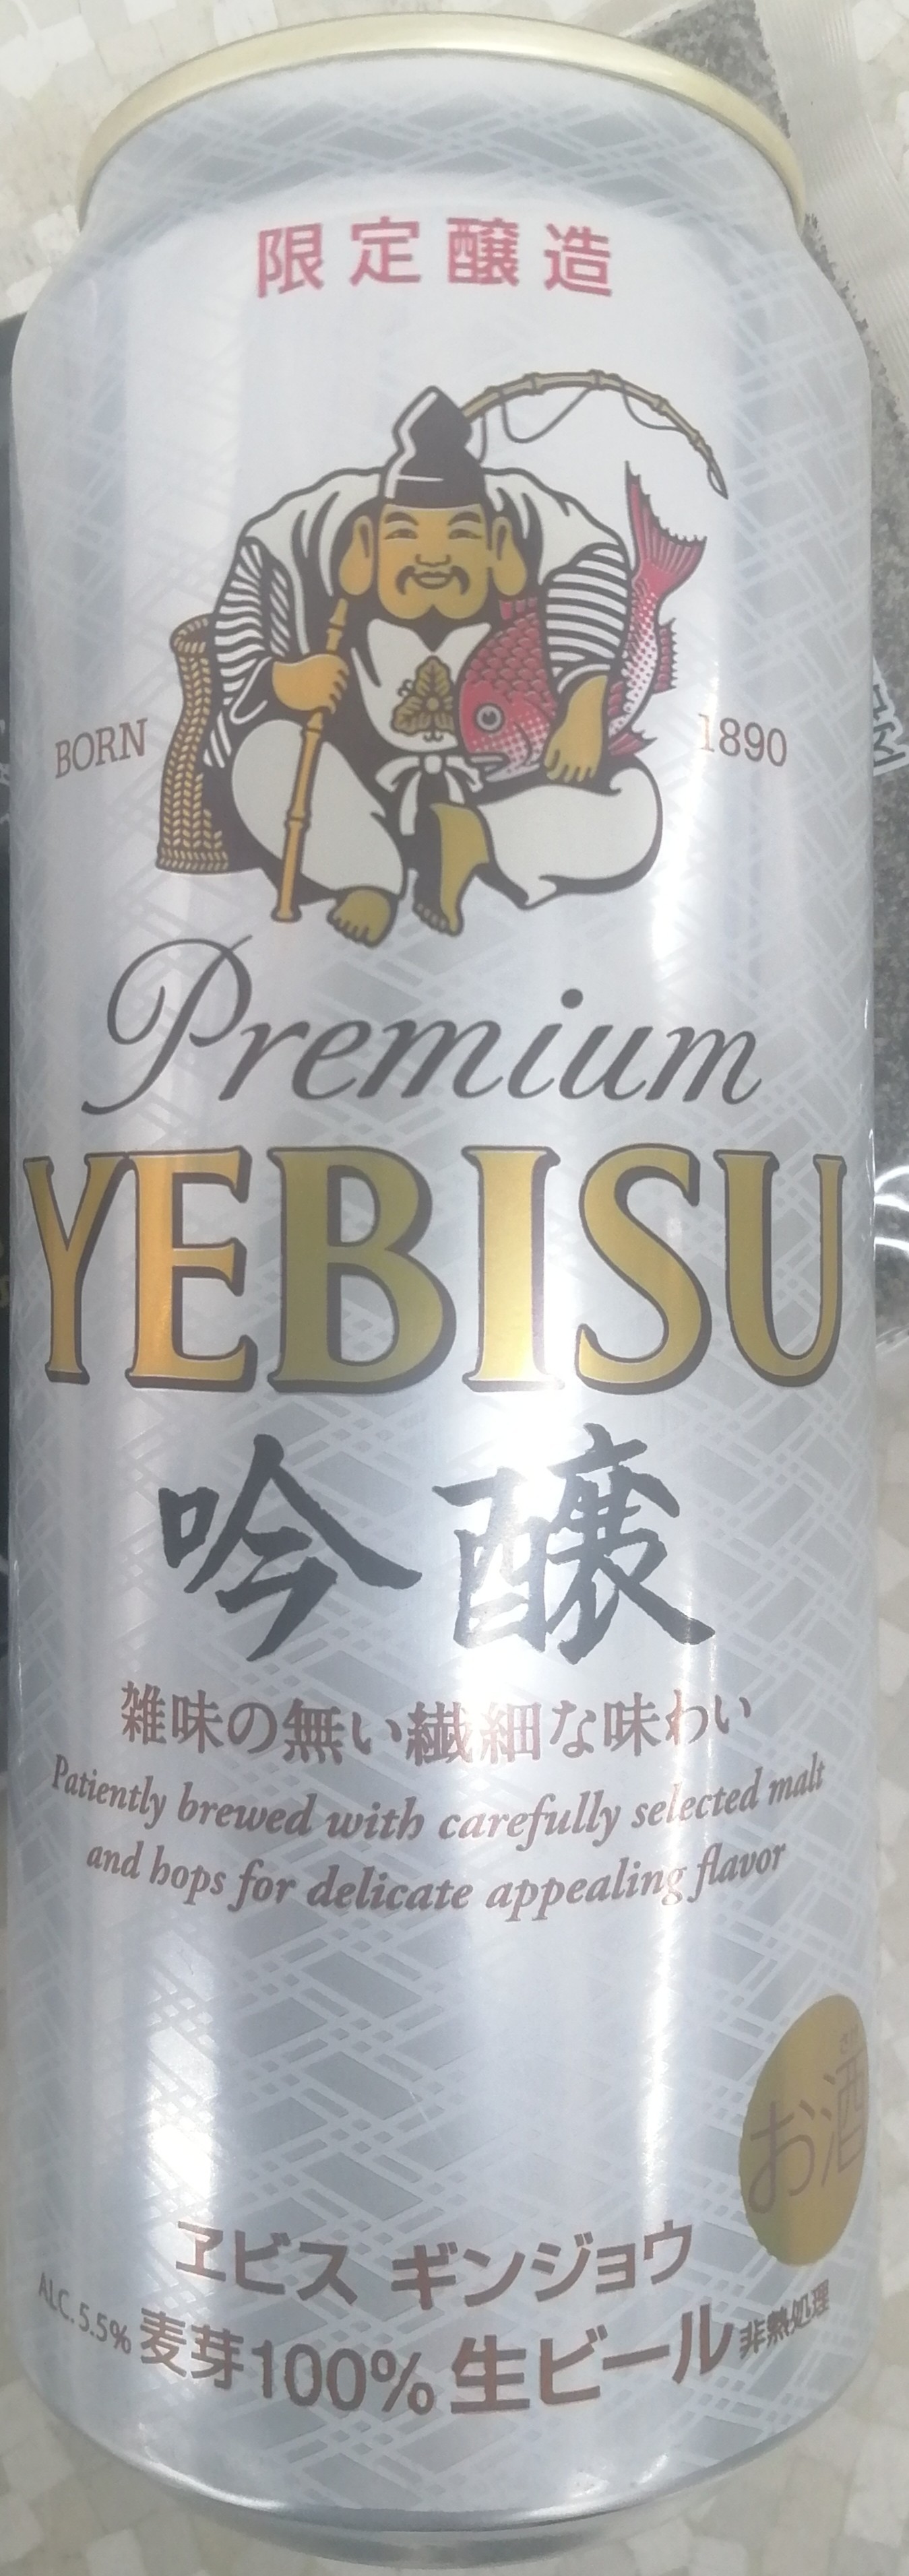 限定醸造
BORN 1890
Premium
YEBISU
吟醸
雑味の無い繊細な味わい
Patiently brewed with carefully selected malt
and hops for delicate appealing flavor
お酒
ヱビス ギンジョウ
ALC. 5.5% 麦芽100% 生ビール 非熱処理